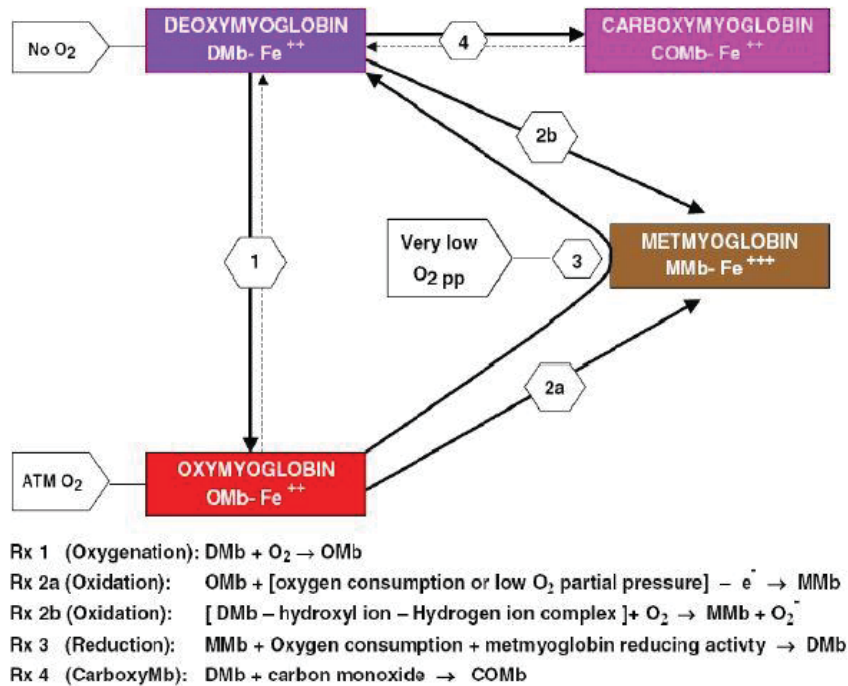 DEOXYMYOGLOBIN
DMb- Fe ++
CARBOXYMYOGLOBIN
COMb- Fe ++
No O2
4
2b
1
Very low
O2 pp
3
METMYOGLOBIN
MMb- Fe +++
2a
ATM O2
OXYMYOGLOBIN
OMb- Fe ++
Rx 1 (Oxygenation): DMb + O2 → OMb
Rx 2a (Oxidation): OMb + [oxygen consumption or low O2 partial pressure] – e- → MMb
Rx 2b (Oxidation): [ DMb – hydroxyl ion – Hydrogen ion complex ]+ O2 → MMb + O2-
Rx 3 (Reduction): MMb + Oxygen consumption + metmyoglobin reducing activty → DMb
Rx 4 (CarboxyMb): DMb + carbon monoxide → COMb